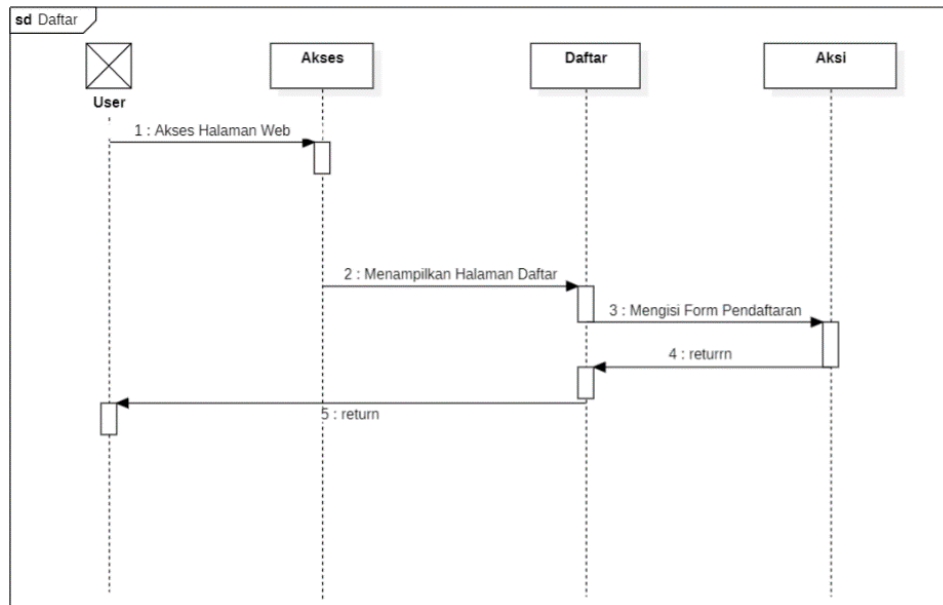 sd Daftar
Akses
Daftar
Aksi
User
1 : Akses Halaman Web
2 : Menampilkan Halaman Daftar
3 : Mengisi Form Pendaftaran
4 : returrn
5 : return